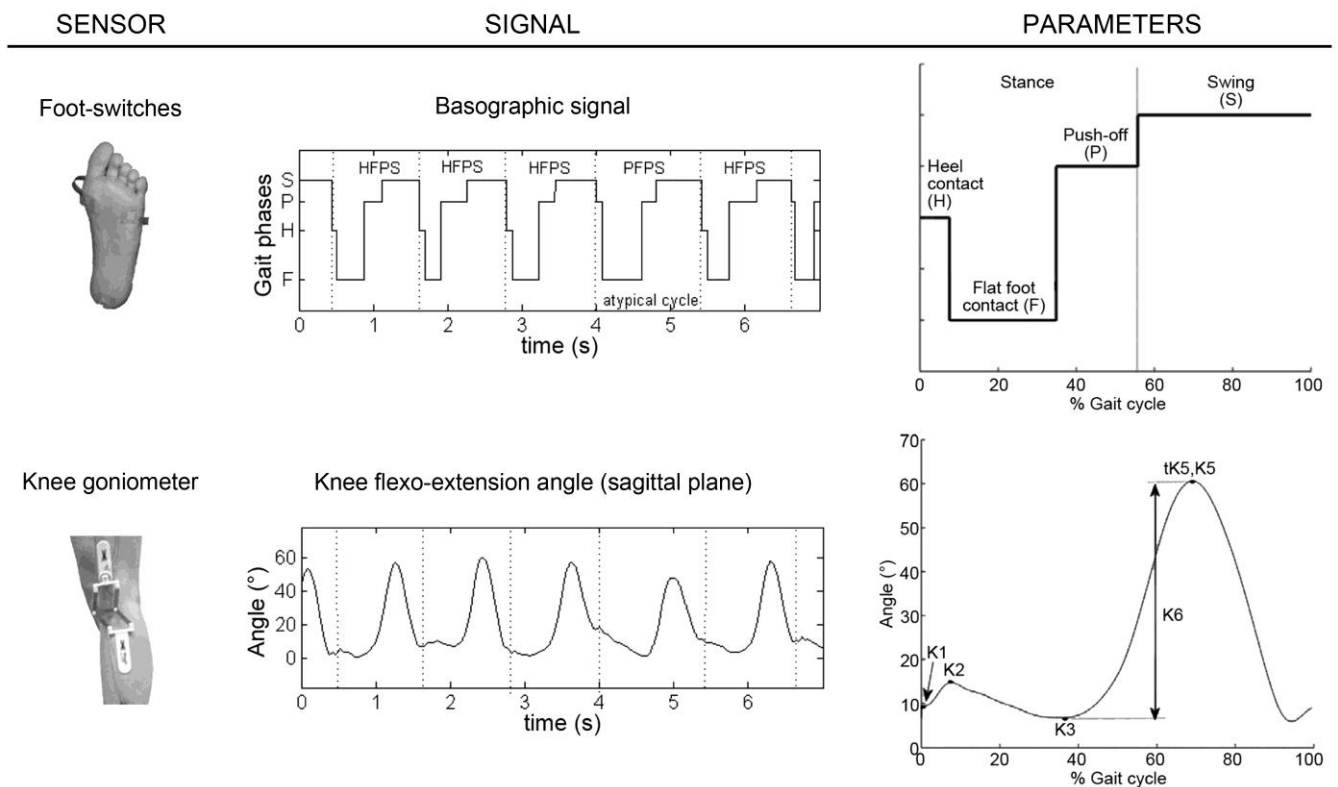 SENSOR
SIGNAL
PARAMETERS
Foot-switches
Basographic signal
HFPS HFPS HFPS PFPS HFPS
S
P
H
F
Gait phases
atypical cycle
0 1 2 3 4 5 6
time (s)
Stance
Swing
(S)
Push-off
(P)
Heel
contact
(H)
Flat foot
contact (F)
0 20 40 60 80 100
% Gait cycle
Knee goniometer
Knee flexo-extension angle (sagittal plane)
60
40
20
0
Angle (°)
0 1 2 3 4 5 6
time (s)
70
60
50
40
30
20
10
0
Angle (°)
tK5,K5
K6
K1
K2
K3
0 20 40 60 80 100
% Gait cycle